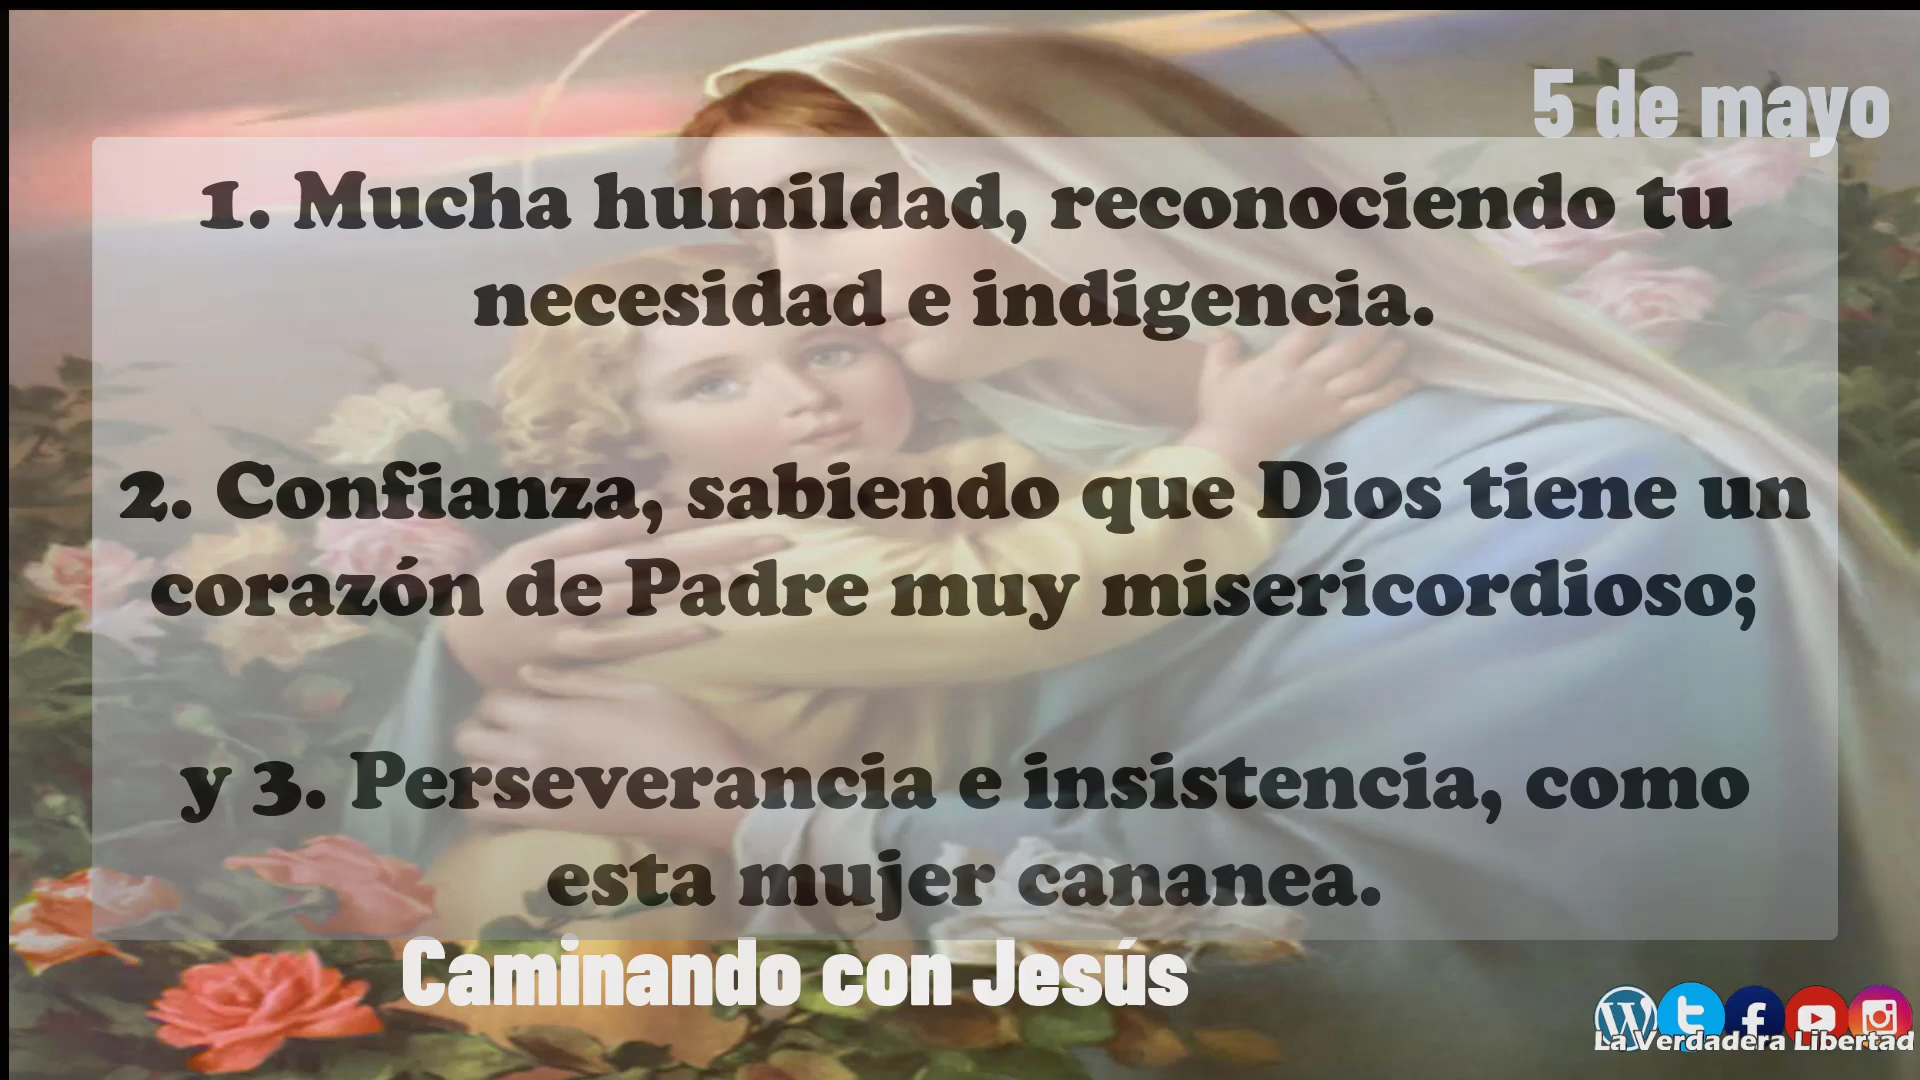 5 de mayo
1. Mucha humildad, reconociendo tu
necesidad e indigencia.
2. Confianza, sabiendo que Dios tiene un
corazón de Padre muy misericordioso;
y 3. Perseverancia e insistencia, como
esta mujer cananea.
Caminando con Jesús
La Verdadera Libertad